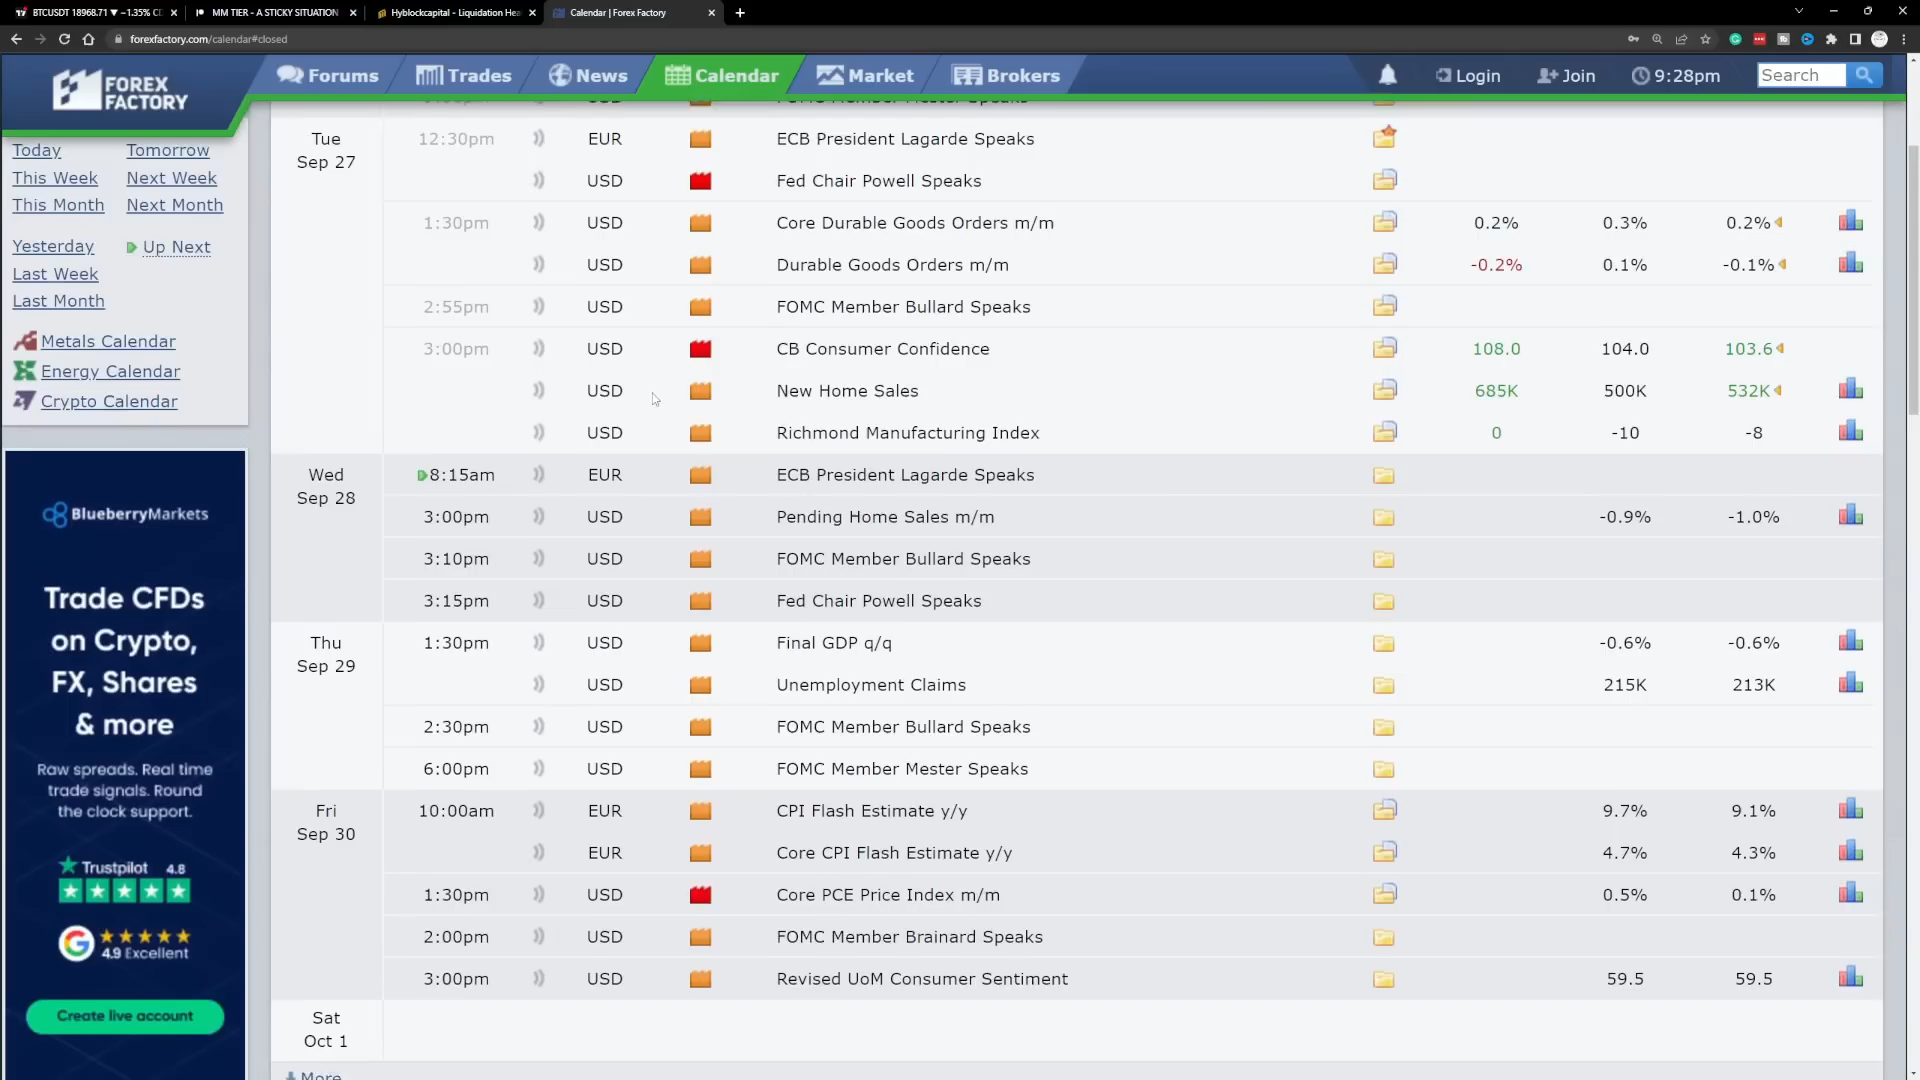 BTCUSDT 18968.71 ▼ −1.35% C
MM TIER - A STICKY SITUATION
Hyblockcapital - Liquidation Hea
Calendar | Forex Factory
forexfactory.com/calendar#closed
FOREX FACTORY
Forums
Trades
News
Calendar
Market
Brokers
Login
Join
9:28pm
Search
Today Tomorrow
This Week Next Week
This Month Next Month
Yesterday Up Next
Last Week
Last Month
Metals Calendar
Energy Calendar
Crypto Calendar
BlueberryMarkets
Trade CFDs
on Crypto,
FX, Shares
& more
Raw spreads. Real time
trade signals. Round
the clock support.
Trustpilot 4.8
4.9 Excellent
Create live account
USD FOMC Member Mester Speaks
Tue Sep 27 12:30pm EUR ECB President Lagarde Speaks
USD Fed Chair Powell Speaks
1:30pm USD Core Durable Goods Orders m/m 0.2% 0.3% 0.2%
USD Durable Goods Orders m/m -0.2% 0.1% -0.1%
2:55pm USD FOMC Member Bullard Speaks
3:00pm USD CB Consumer Confidence 108.0 104.0 103.6
USD New Home Sales 685K 500K 532K
USD Richmond Manufacturing Index 0 -10 -8
Wed Sep 28 8:15am EUR ECB President Lagarde Speaks
3:00pm USD Pending Home Sales m/m -0.9% -1.0%
3:10pm USD FOMC Member Bullard Speaks
3:15pm USD Fed Chair Powell Speaks
Thu Sep 29 1:30pm USD Final GDP q/q -0.6% -0.6%
USD Unemployment Claims 215K 213K
2:30pm USD FOMC Member Bullard Speaks
6:00pm USD FOMC Member Mester Speaks
Fri Sep 30 10:00am EUR CPI Flash Estimate y/y 9.7% 9.1%
EUR Core CPI Flash Estimate y/y 4.7% 4.3%
1:30pm USD Core PCE Price Index m/m 0.5% 0.1%
2:00pm USD FOMC Member Brainard Speaks
3:00pm USD Revised UoM Consumer Sentiment 59.5 59.5
Sat Oct 1
More